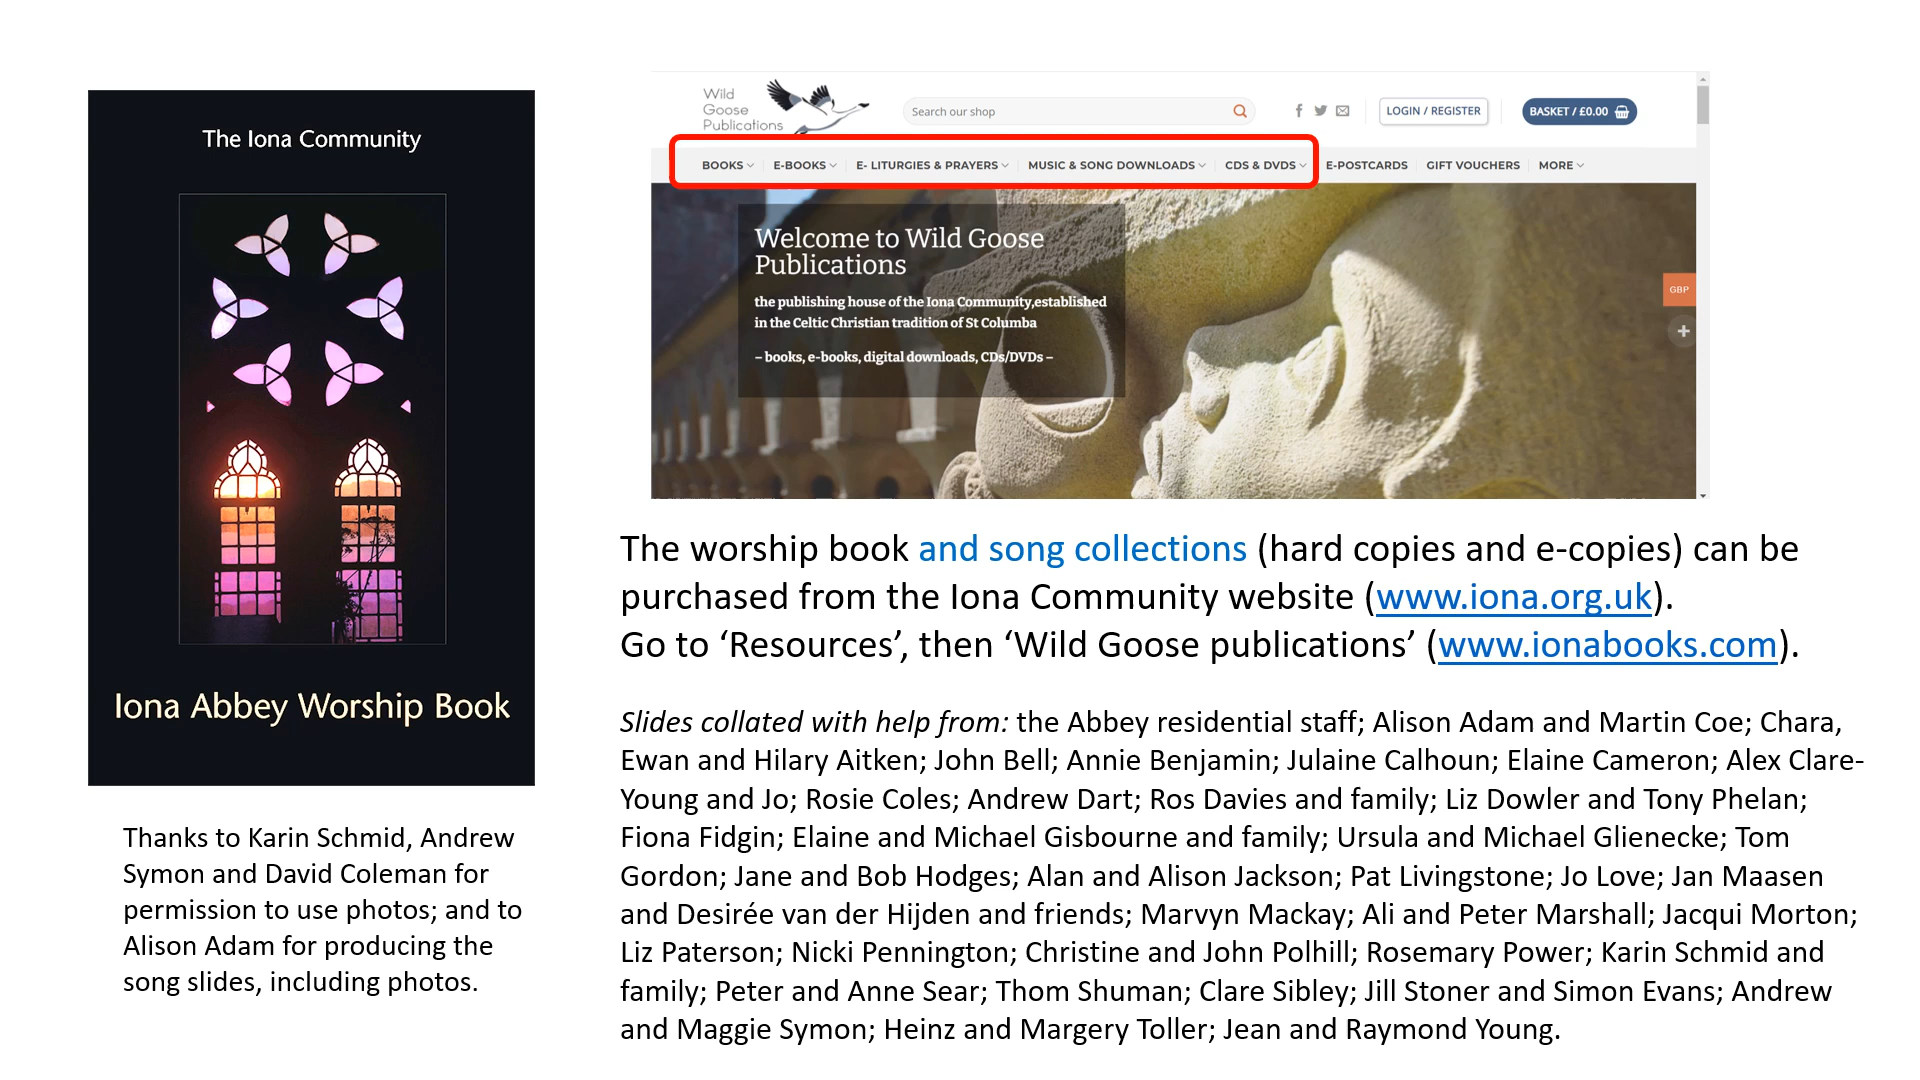 The Iona Community
Iona Abbey Worship Book
Thanks to Karin Schmid, Andrew
Symon and David Coleman for
permission to use photos; and to
Alison Adam for producing the
song slides, including photos.
Wild
Goose
Publications
Search our shop
LOGIN / REGISTER
BASKET / £0.00
BOOKS
E-BOOKS
E- LITURGIES & PRAYERS
MUSIC & SONG DOWNLOADS
CDS & DVDS
E-POSTCARDS
GIFT VOUCHERS
MORE
Welcome to Wild Goose
Publications
the publishing house of the Iona Community,established
in the Celtic Christian tradition of St Columba
– books, e-books, digital downloads, CDs/DVDs –
GBP
The worship book and song collections (hard copies and e-copies) can be
purchased from the Iona Community website (www.iona.org.uk).
Go to ‘Resources’, then ‘Wild Goose publications’ (www.ionabooks.com).
Slides collated with help from: the Abbey residential staff; Alison Adam and Martin Coe; Chara,
Ewan and Hilary Aitken; John Bell; Annie Benjamin; Julaine Calhoun; Elaine Cameron; Alex Clare-
Young and Jo; Rosie Coles; Andrew Dart; Ros Davies and family; Liz Dowler and Tony Phelan;
Fiona Fidgin; Elaine and Michael Gisbourne and family; Ursula and Michael Glienecke; Tom
Gordon; Jane and Bob Hodges; Alan and Alison Jackson; Pat Livingstone; Jo Love; Jan Maasen
and Desirée van der Hijden and friends; Marvyn Mackay; Ali and Peter Marshall; Jacqui Morton;
Liz Paterson; Nicki Pennington; Christine and John Polhill; Rosemary Power; Karin Schmid and
family; Peter and Anne Sear; Thom Shuman; Clare Sibley; Jill Stoner and Simon Evans; Andrew
and Maggie Symon; Heinz and Margery Toller; Jean and Raymond Young.